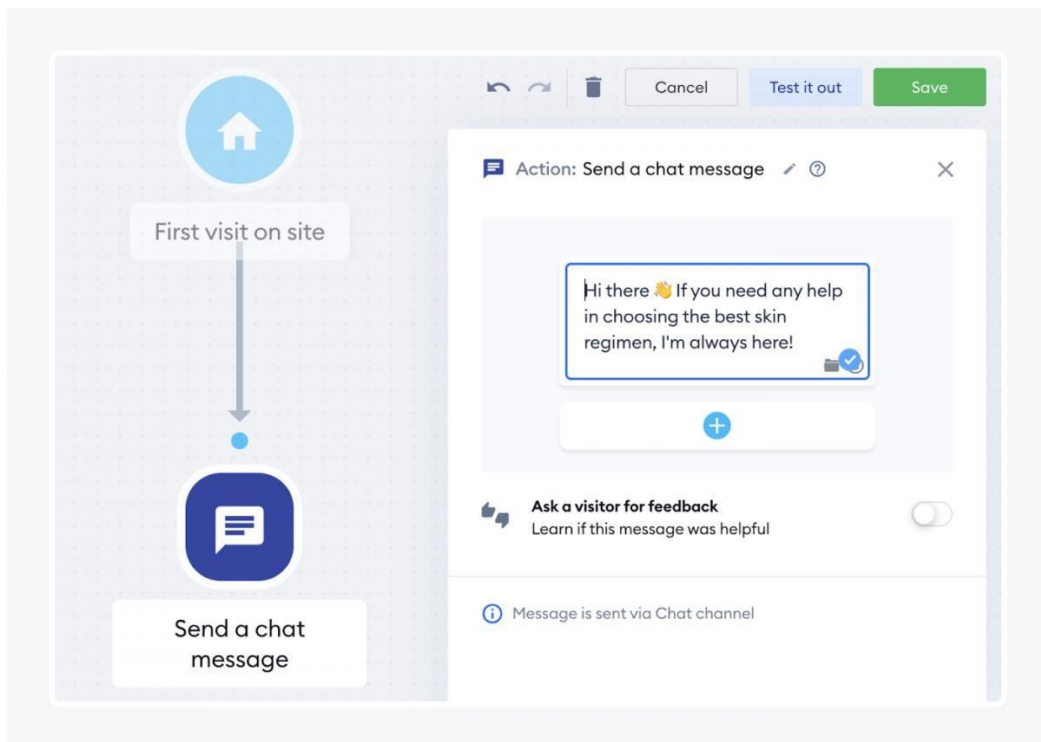 Cancel
Test it out
Save
First visit on site
Send a chat
message
Action: Send a chat message
Hi there 👋 If you need any help
in choosing the best skin
regimen, I'm always here!
Ask a visitor for feedback
Learn if this message was helpful
Message is sent via Chat channel